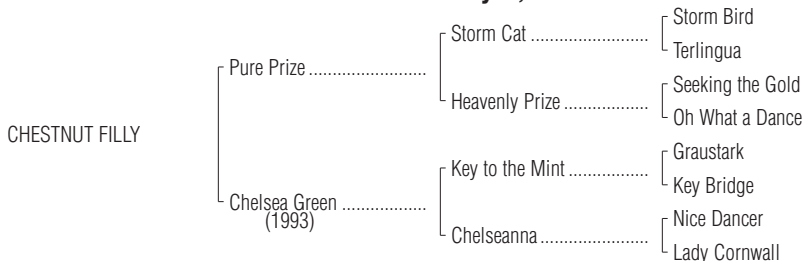 Storm Bird
Storm Cat ..............................
Terlingua
Pure Prize ..............................
Seeking the Gold
Heavenly Prize .....................
Oh What a Dance
CHESTNUT FILLY
Graustark
Key to the Mint ....................
Key Bridge
Chelsea Green .....................
(1993)
Nice Dancer
Chelseanna...........................
Lady Cornwall